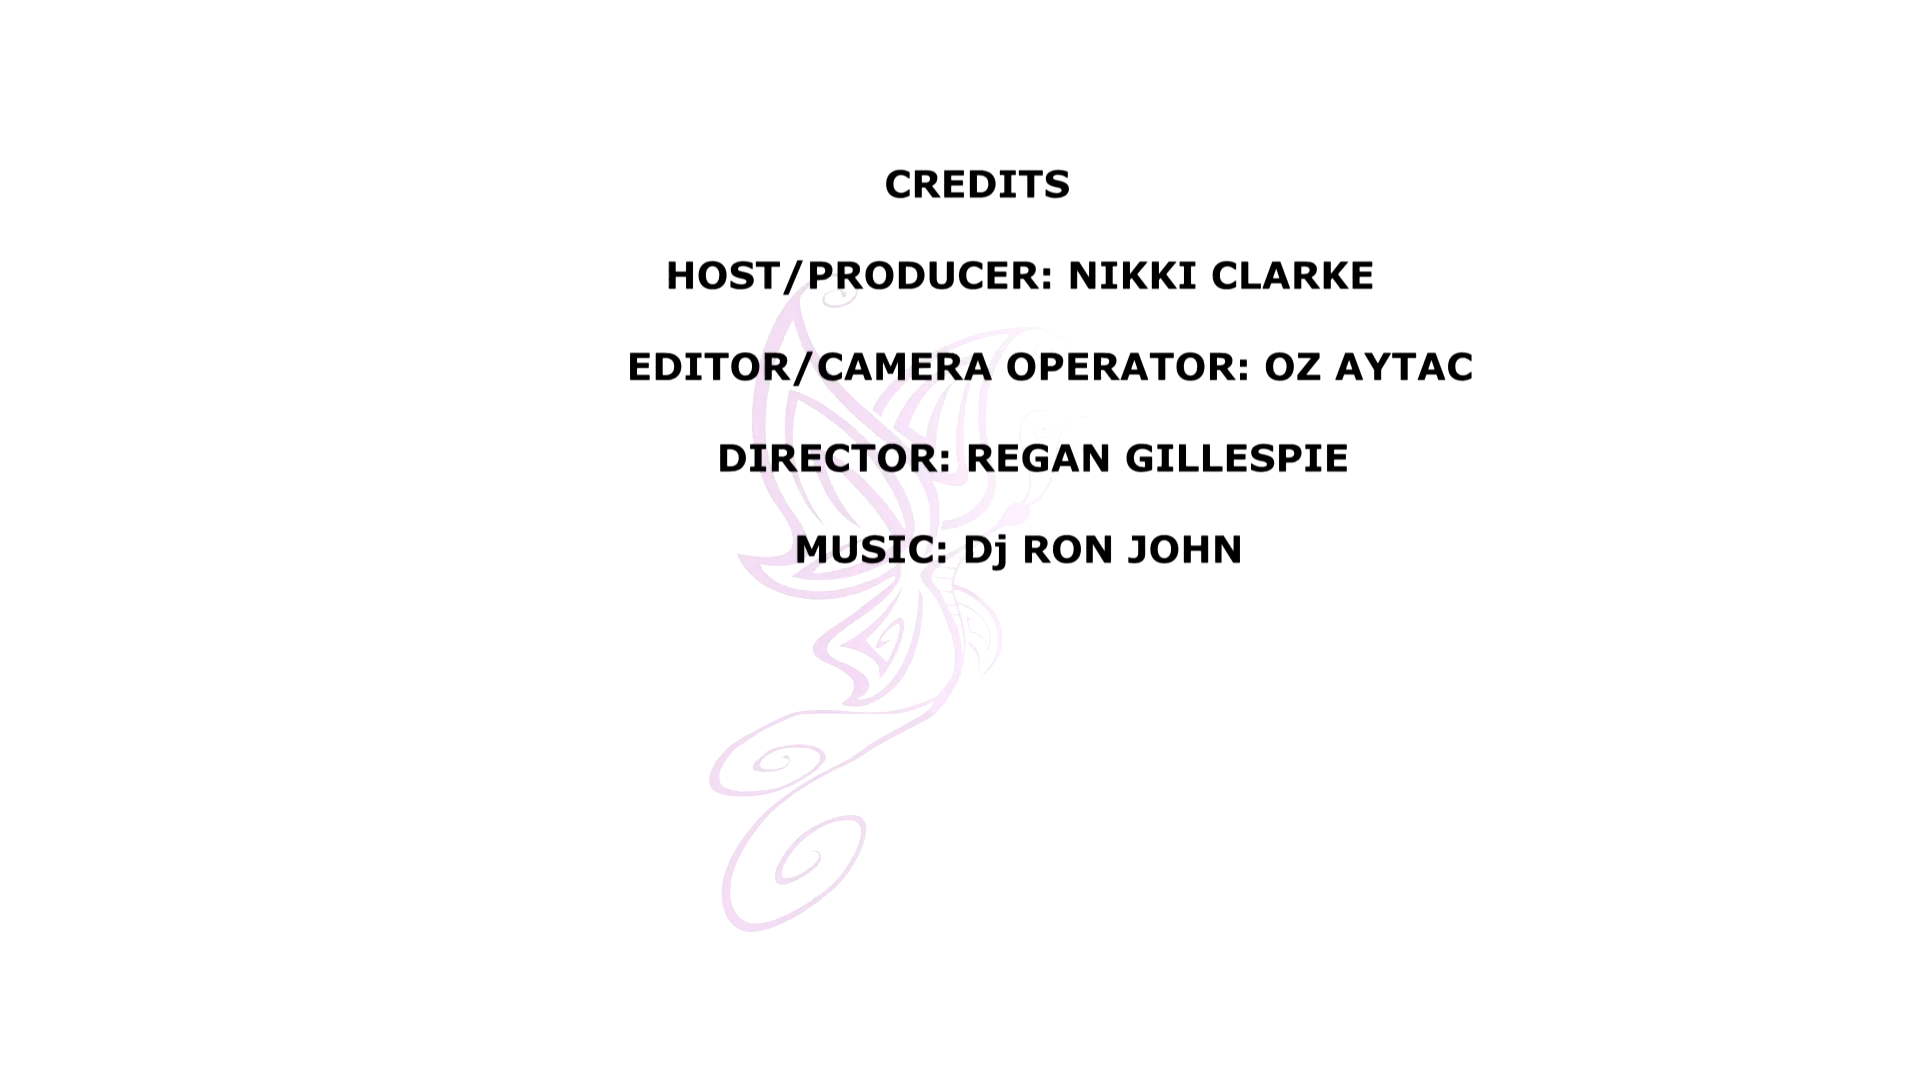 CREDITS
HOST/PRODUCER: NIKKI CLARKE
EDITOR/CAMERA OPERATOR: OZ AYTAC
DIRECTOR: REGAN GILLESPIE
MUSIC: Dj RON JOHN